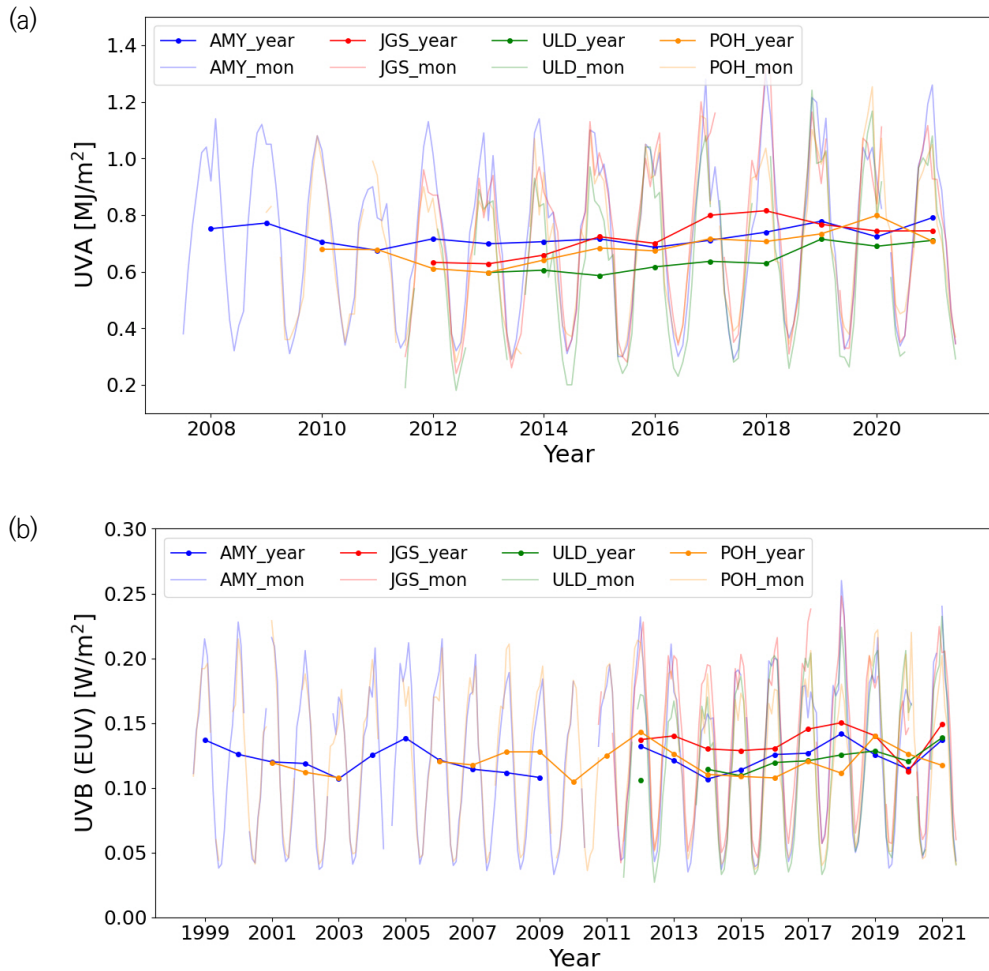 (a)
AMY_year JGS_year ULD_year POH_year
AMY_mon JGS_mon ULD_mon POH_mon
UVA [MJ/m²]
1.4
1.2
1.0
0.8
0.6
0.4
0.2
2008 2010 2012 2014 2016 2018 2020
Year
(b)
AMY_year JGS_year ULD_year POH_year
AMY_mon JGS_mon ULD_mon POH_mon
UVB (EUV) [W/m²]
0.30
0.25
0.20
0.15
0.10
0.05
0.00
1999 2001 2003 2005 2007 2009 2011 2013 2015 2017 2019 2021
Year